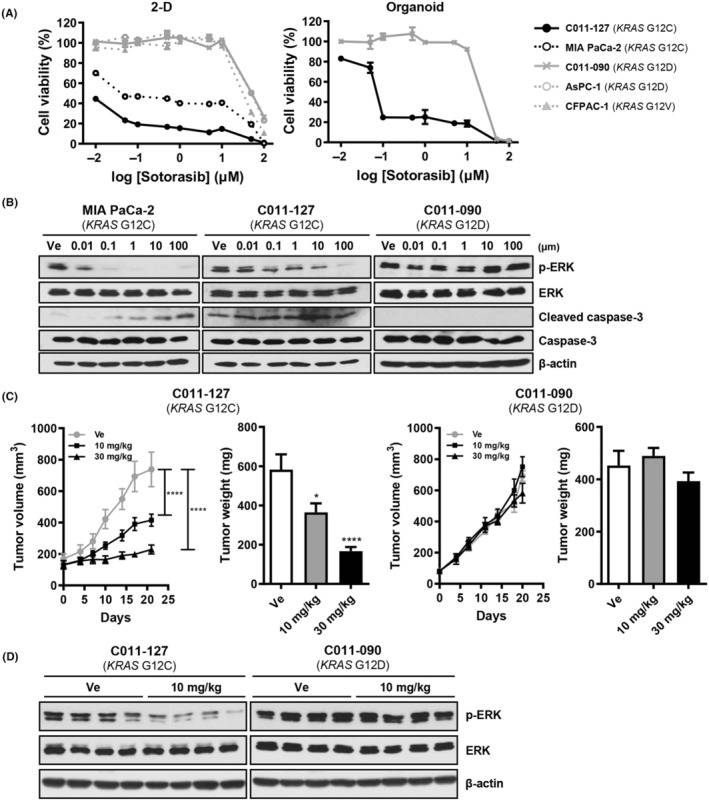 (A)
2-D
Organoid
Cell viability (%)
120
100
80
60
40
20
0
−2 −1 0 1 2
log [Sotorasib] (μM)
Cell viability (%)
120
100
80
60
40
20
0
−2 −1 0 1 2
log [Sotorasib] (μM)
C011-127 (KRAS G12C)
MIA PaCa-2 (KRAS G12C)
C011-090 (KRAS G12D)
AsPC-1 (KRAS G12D)
CFPAC-1 (KRAS G12V)
(B)
MIA PaCa-2
(KRAS G12C)
C011-127
(KRAS G12C)
C011-090
(KRAS G12D)
Ve 0.01 0.1 1 10 100
Ve 0.01 0.1 1 10 100
Ve 0.01 0.1 1 10 100
(μm)
p-ERK
ERK
Cleaved caspase-3
Caspase-3
β-actin
(C)
C011-127
(KRAS G12C)
C011-090
(KRAS G12D)
Tumor volume (mm3)
1000
800
600
400
200
0
0 5 10 15 20 25
Days
Ve
10 mg/kg
30 mg/kg
****
****
Tumor weight (mg)
800
600
400
200
0
*
****
Ve
10 mg/kg
30 mg/kg
Tumor volume (mm3)
1000
800
600
400
200
0
0 5 10 15 20 25
Days
Ve
10 mg/kg
30 mg/kg
Tumor weight (mg)
600
400
200
0
Ve
10 mg/kg
30 mg/kg
(D)
C011-127
(KRAS G12C)
C011-090
(KRAS G12D)
Ve 10 mg/kg
Ve 10 mg/kg
p-ERK
ERK
β-actin